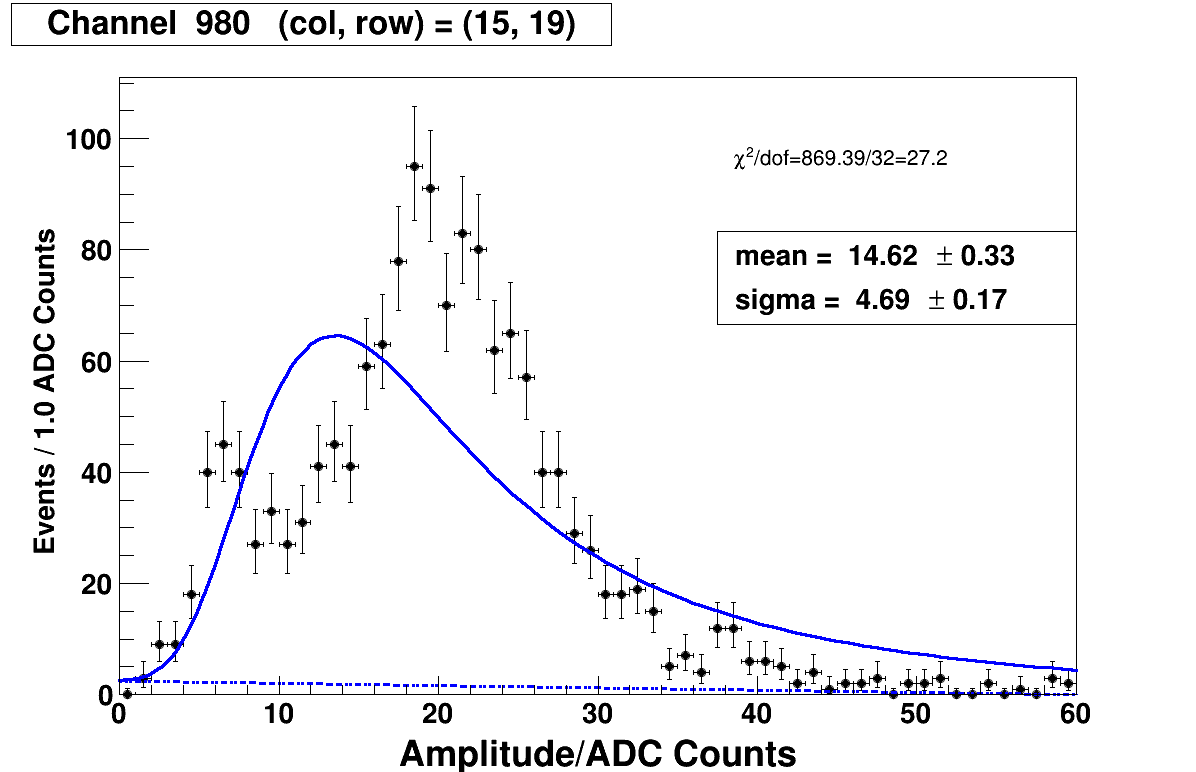 Channel 980 (col, row) = (15, 19)
χ²/dof=869.39/32=27.2
mean = 14.62 ± 0.33
sigma = 4.69 ± 0.17
Events / 1.0 ADC Counts
100
80
60
40
20
0
0 10 20 30 40 50 60
Amplitude/ADC Counts